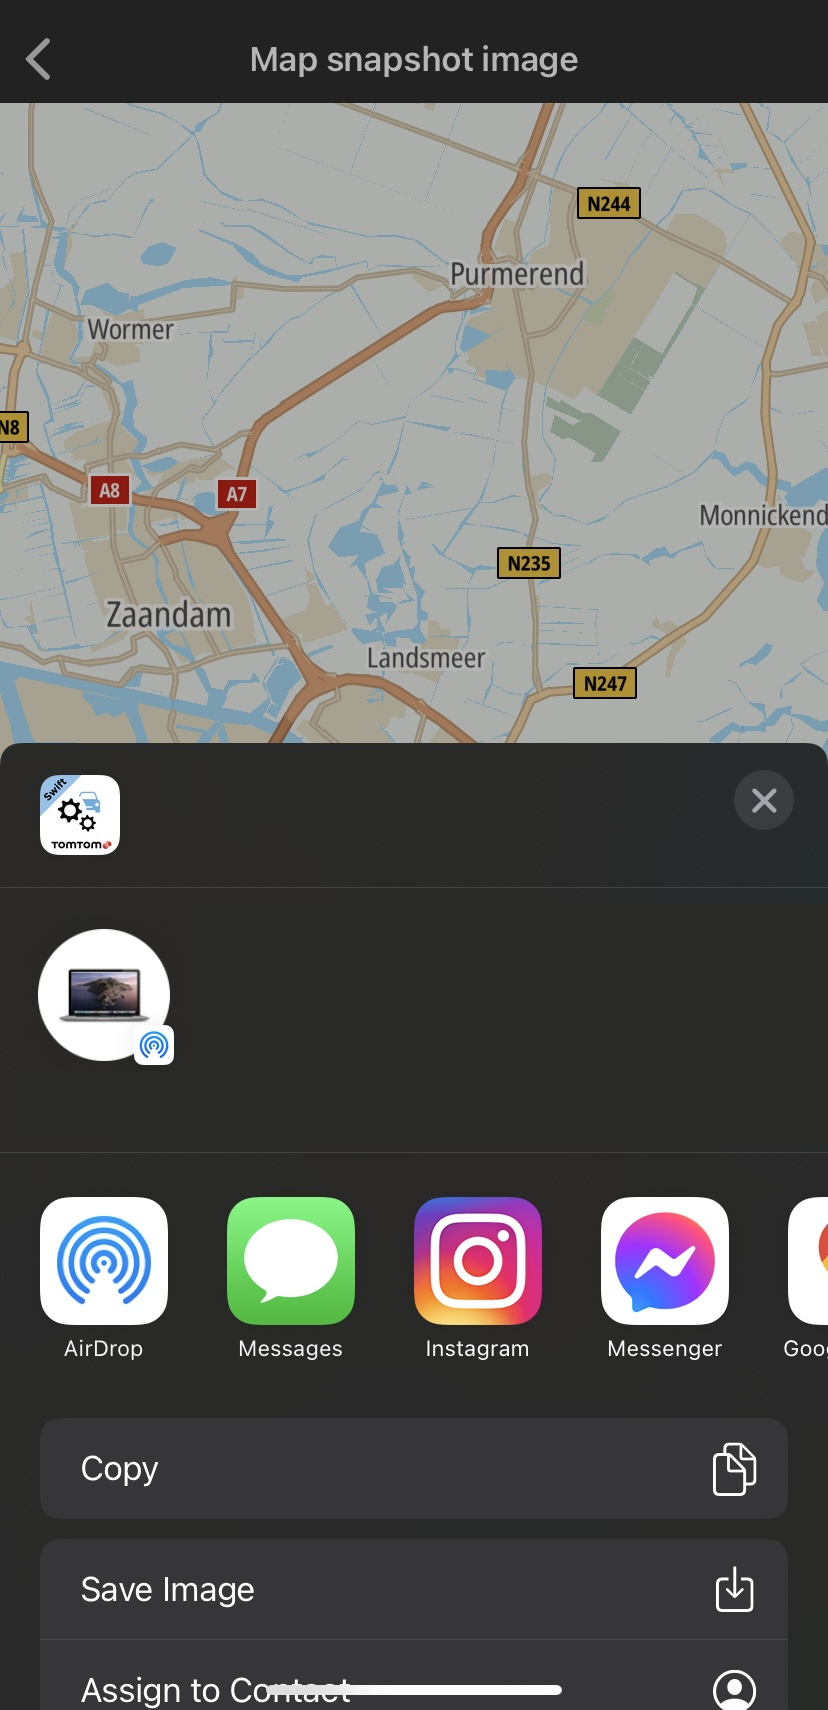 Map snapshot image
N244
Purmerend
Wormer
N8
A8
A7
Monnickend
N235
Zaandam
Landsmeer
N247
Swift
TOMTOM
AirDrop
Messages
Instagram
Messenger
Goo
Copy
Save Image
Assign to Contact